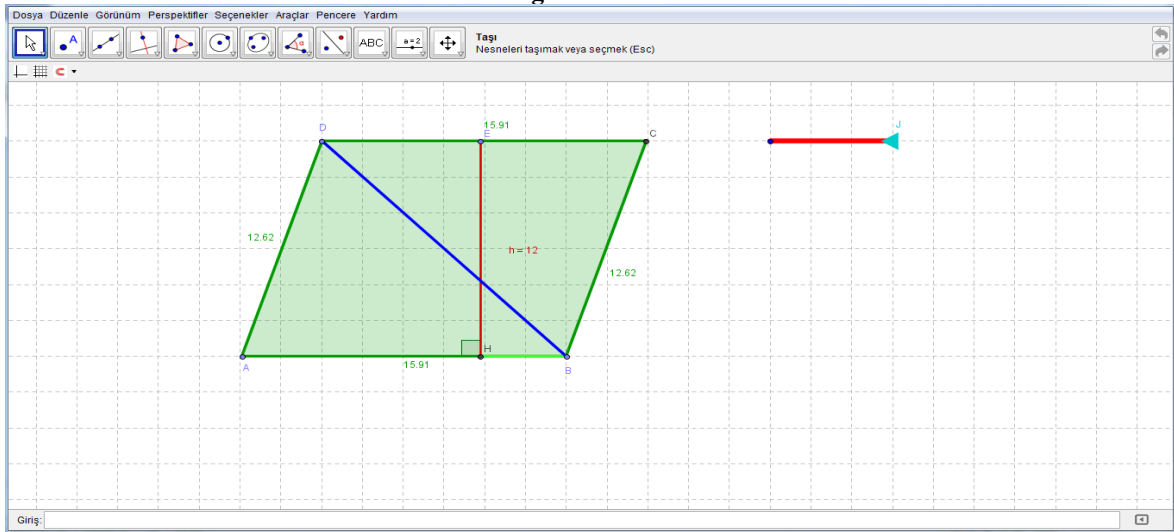 Dosya Düzenle Görünüm Perspektifler Seçenekler Araçlar Pencere Yardım
A ABC a = 2 Taşı
Nesneleri taşımak veya seçmek (Esc)
15.91
D E C J
12.62
h = 12
12.62
H
A 15.91 B
Giriş: